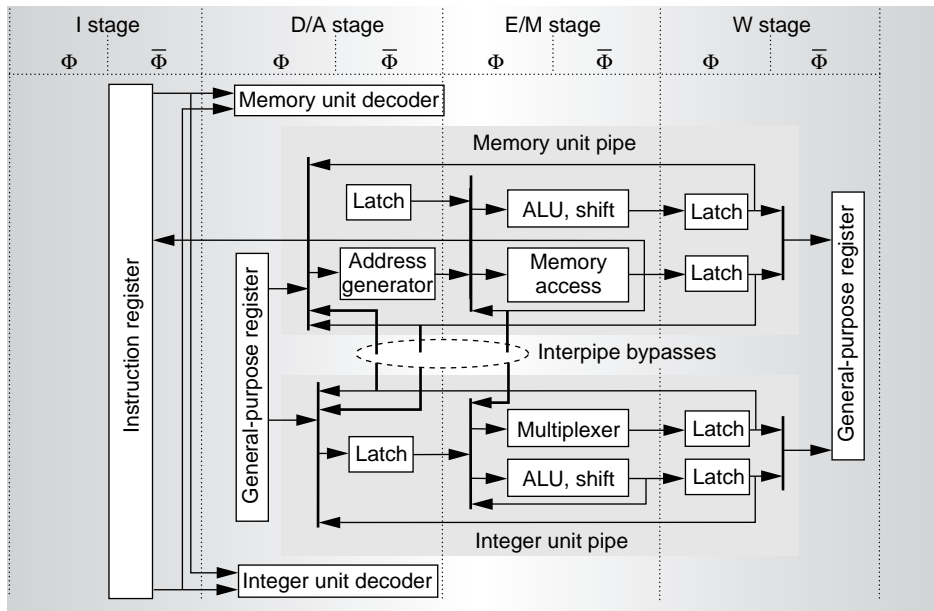 I stage D/A stage E/M stage W stage
Φ Φ̅ Φ Φ̅ Φ Φ̅ Φ Φ̅
Memory unit decoder
Memory unit pipe
Latch
ALU, shift
Latch
Address
generator
Memory
access
Latch
Instruction register
General-purpose register
General-purpose register
Interpipe bypasses
Multiplexer
Latch
Latch
ALU, shift
Latch
Integer unit pipe
Integer unit decoder